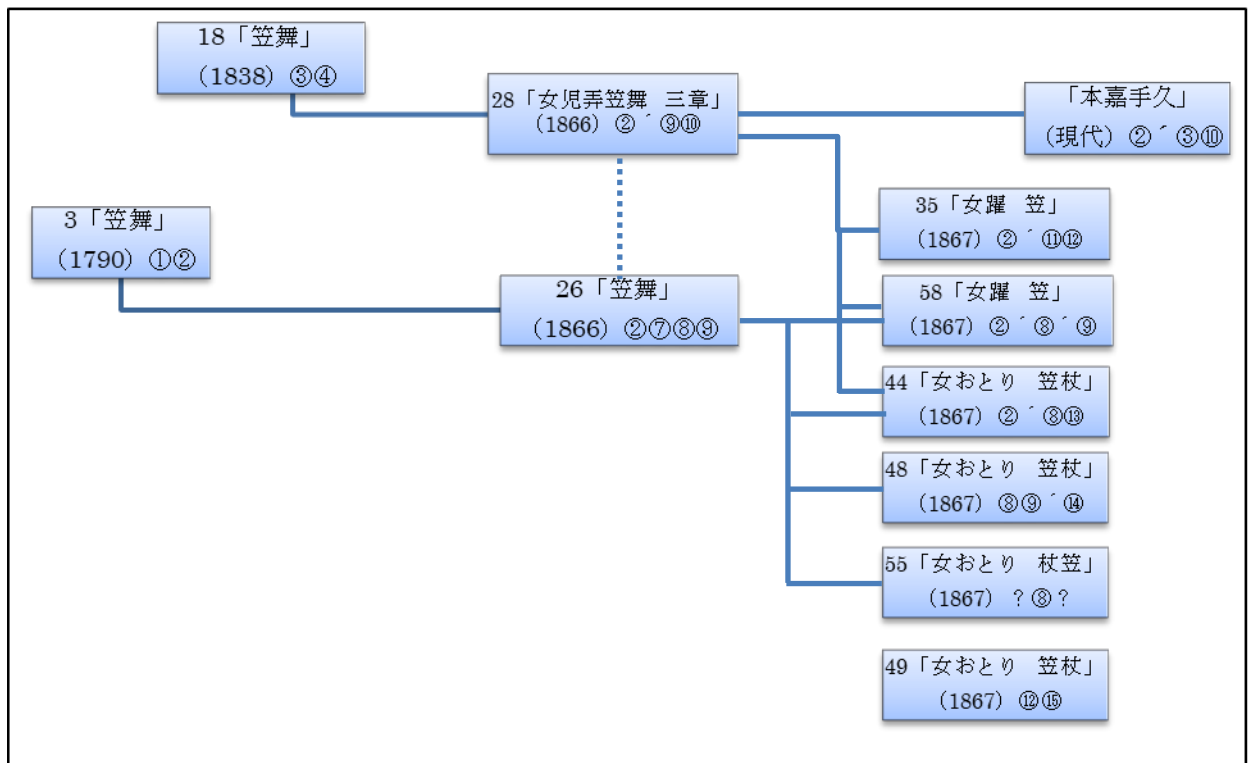 18「笠舞」
（1838）③④
28「女児弄笠舞 三章」
（1866）②´⑨⑩
「本嘉手久」
（現代）②´③⑩
3「笠舞」
（1790）①②
26「笠舞」
（1866）②⑦⑧⑨
35「女躍 笠」
（1867）②´⑪⑫
58「女躍 笠」
（1867）②´⑧´⑨
44「女おとり 笠杖」
（1867）②´⑧⑬
48「女おとり 笠杖」
（1867）⑧⑨´⑭
55「女おとり 杖笠」
（1867）？⑧？
49「女おとり 笠杖」
（1867）⑫⑮